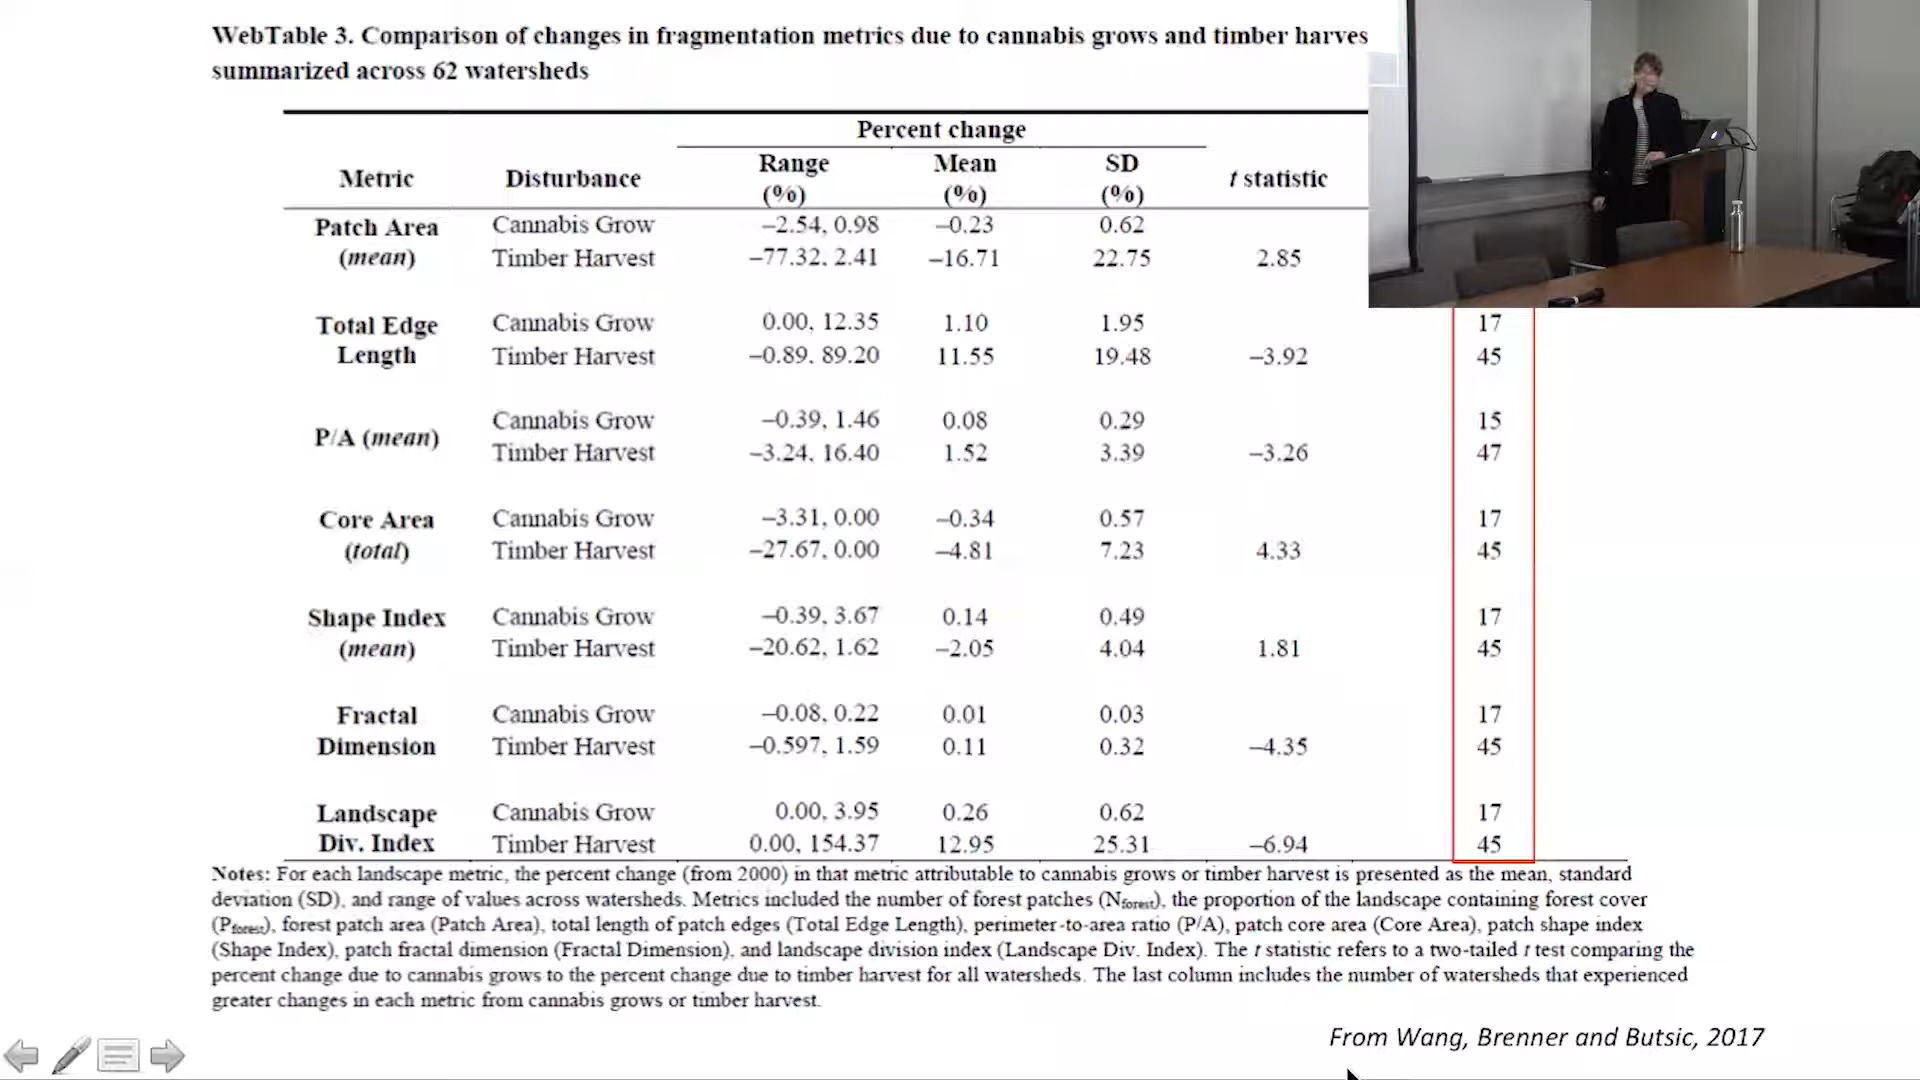 WebTable 3. Comparison of changes in fragmentation metrics due to cannabis grows and timber harves
summarized across 62 watersheds
Percent change
Metric Disturbance Range (%) Mean (%) SD (%) t statistic
Patch Area (mean) Cannabis Grow –2.54, 0.98 –0.23 0.62
Timber Harvest –77.32, 2.41 –16.71 22.75 2.85
Total Edge Length Cannabis Grow 0.00, 12.35 1.10 1.95 17
Timber Harvest –0.89, 89.20 11.55 19.48 –3.92 45
P/A (mean) Cannabis Grow –0.39, 1.46 0.08 0.29 15
Timber Harvest –3.24, 16.40 1.52 3.39 –3.26 47
Core Area (total) Cannabis Grow –3.31, 0.00 –0.34 0.57 17
Timber Harvest –27.67, 0.00 –4.81 7.23 4.33 45
Shape Index (mean) Cannabis Grow –0.39, 3.67 0.14 0.49 17
Timber Harvest –20.62, 1.62 –2.05 4.04 1.81 45
Fractal Dimension Cannabis Grow –0.08, 0.22 0.01 0.03 17
Timber Harvest –0.597, 1.59 0.11 0.32 –4.35 45
Landscape Div. Index Cannabis Grow 0.00, 3.95 0.26 0.62 17
Timber Harvest 0.00, 154.37 12.95 25.31 –6.94 45
Notes: For each landscape metric, the percent change (from 2000) in that metric attributable to cannabis grows or timber harvest is presented as the mean, standard
deviation (SD), and range of values across watersheds. Metrics included the number of forest patches (Nforest), the proportion of the landscape containing forest cover
(Pforest), forest patch area (Patch Area), total length of patch edges (Total Edge Length), perimeter-to-area ratio (P/A), patch core area (Core Area), patch shape index
(Shape Index), patch fractal dimension (Fractal Dimension), and landscape division index (Landscape Div. Index). The t statistic refers to a two-tailed t test comparing the
percent change due to cannabis grows to the percent change due to timber harvest for all watersheds. The last column includes the number of watersheds that experienced
greater changes in each metric from cannabis grows or timber harvest.
From Wang, Brenner and Butsic, 2017